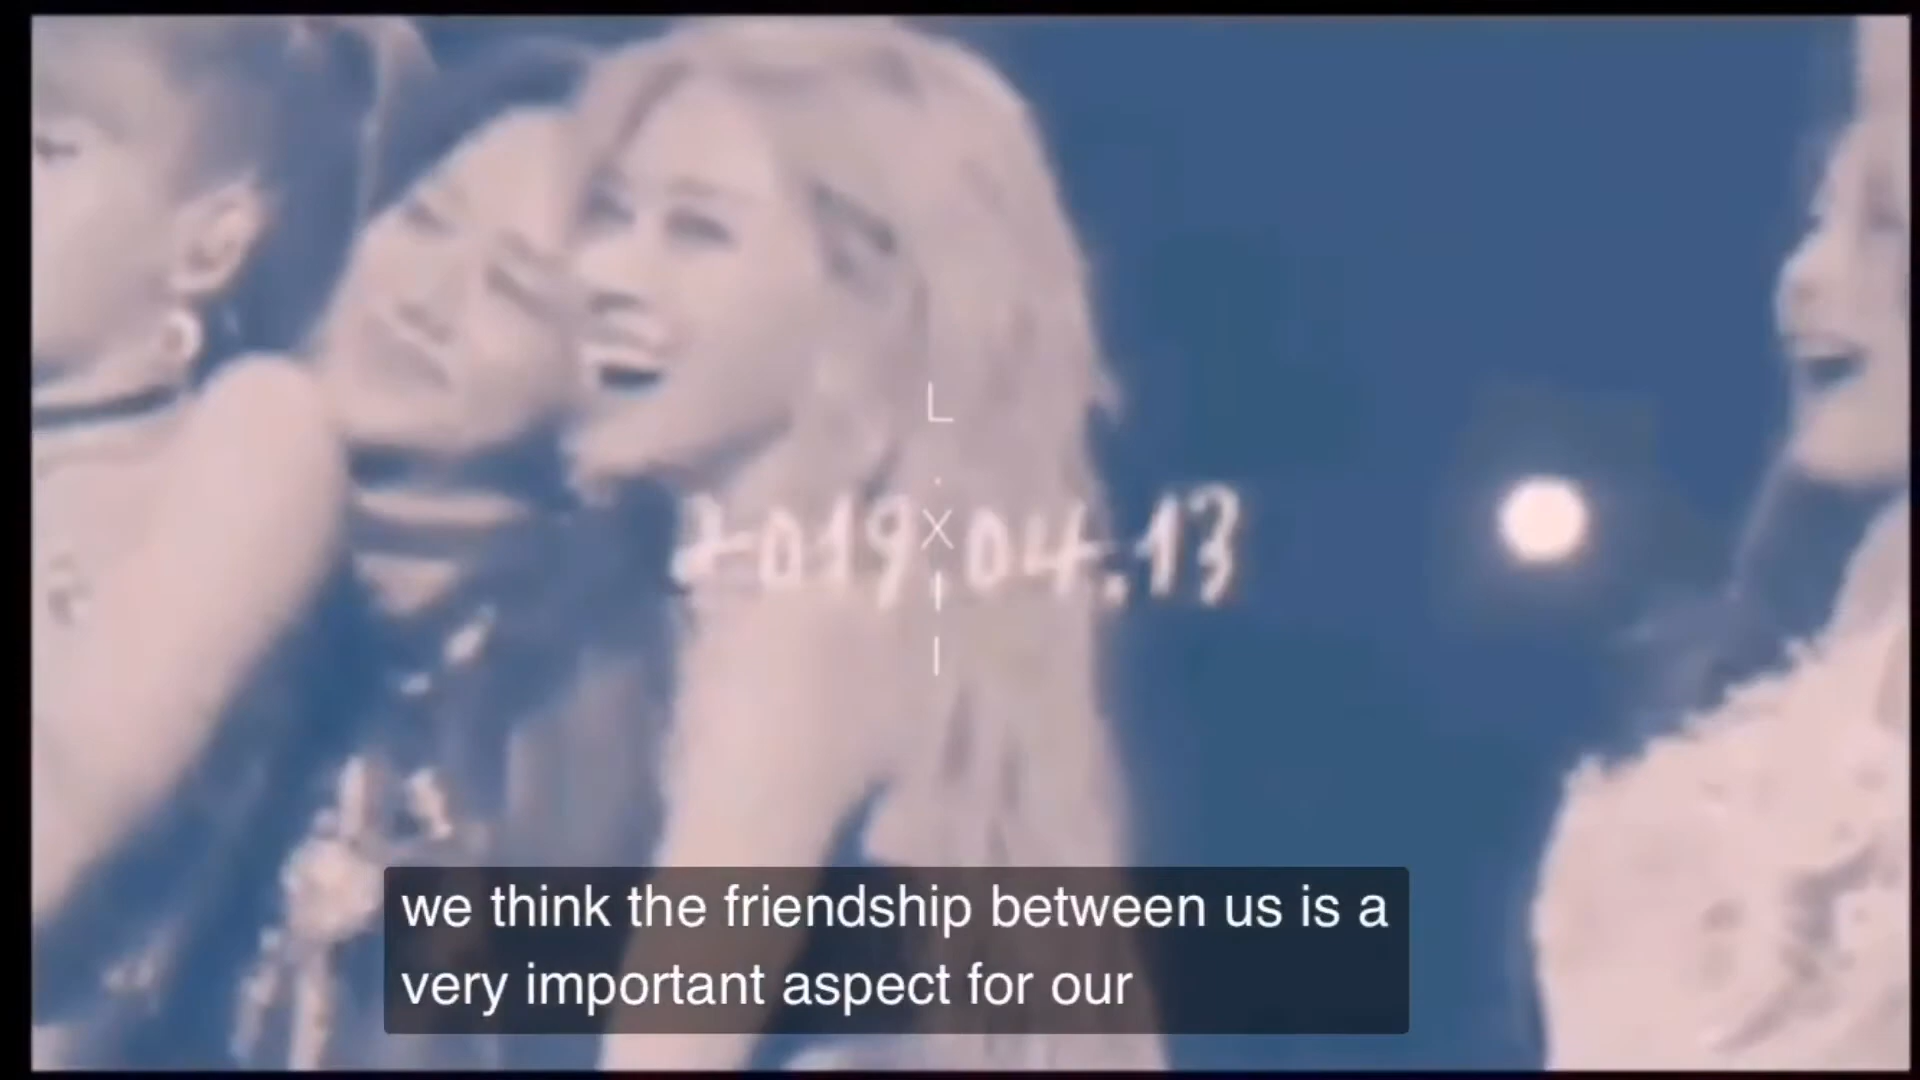 L
2019 X 04.13
we think the friendship between us is a
very important aspect for our